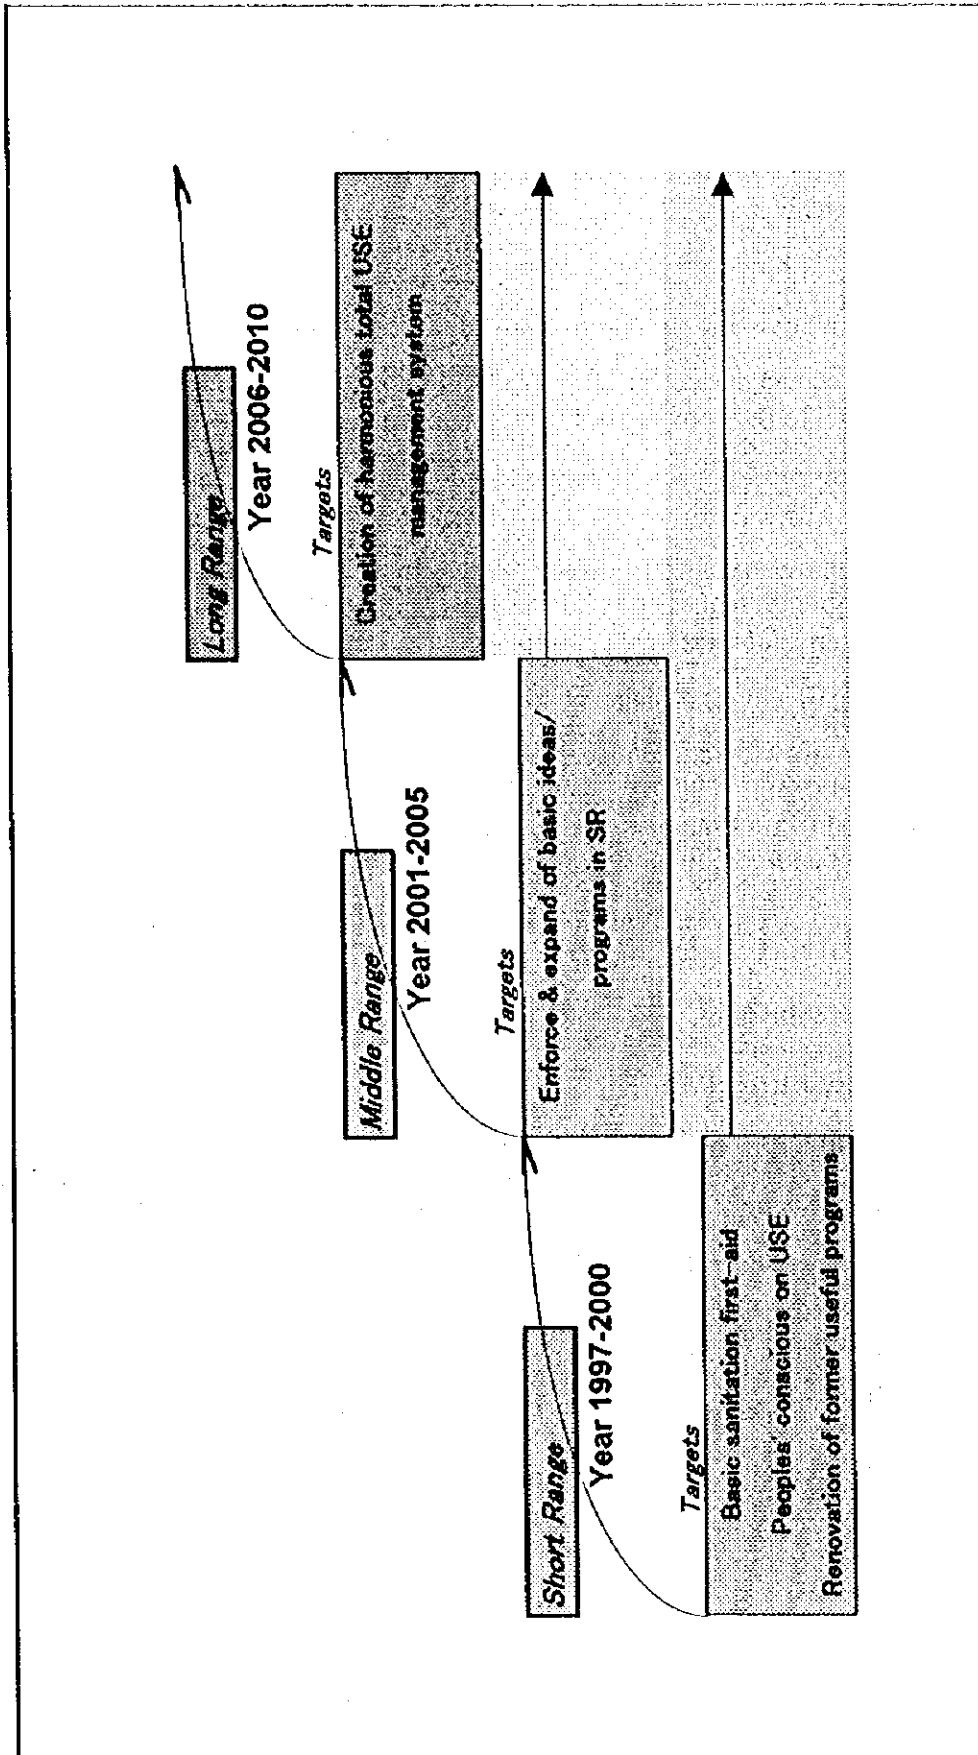 Long Range
Year 2006-2010
Targets
Creation of harmonious total USE
management system
Middle Range
Year 2001-2005
Targets
Enforce & expand of basic ideas/
programs in SR
Short Range
Year 1997-2000
Targets
Basic sanitation first-aid
Peoples' conscious on USE
Renovation of former useful programs